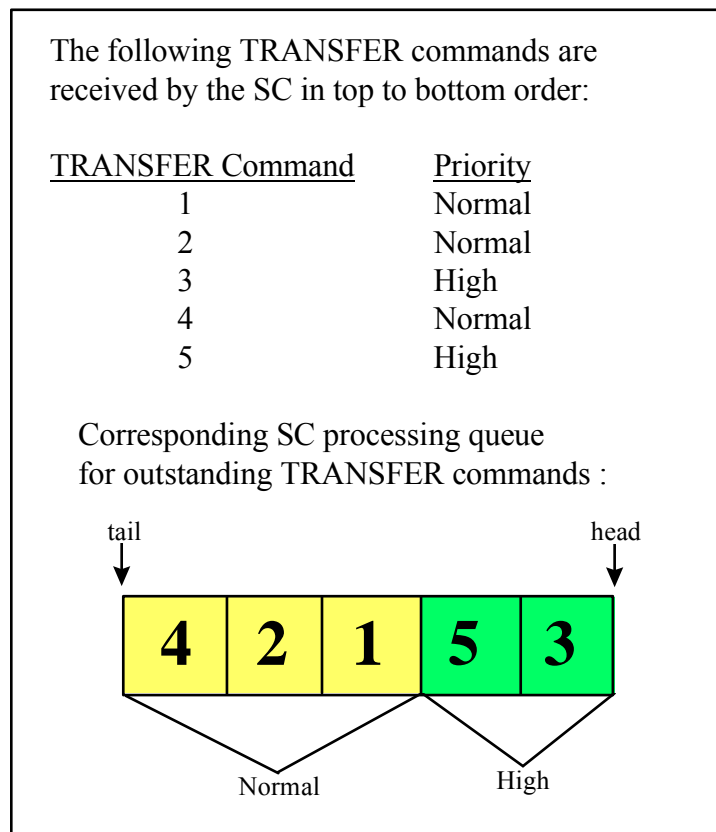 The following TRANSFER commands are
received by the SC in top to bottom order:
TRANSFER Command Priority
1 Normal
2 Normal
3 High
4 Normal
5 High
Corresponding SC processing queue
for outstanding TRANSFER commands :
tail head
4 2 1 5 3
Normal High